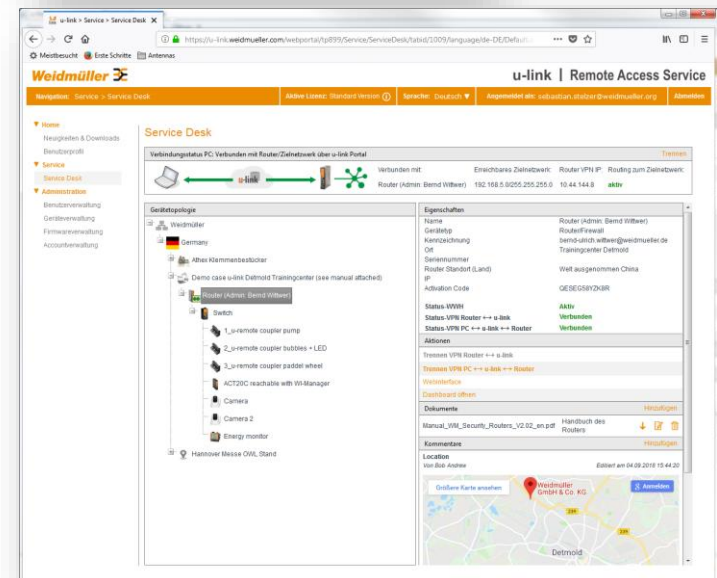 u-link > Service > Service Desk
https://u-link.weidmueller.com/webportal/tp899/Service/ServiceDesk/tabid/1009/language/de-DE/Default.
Meistbesucht Erste Schritte Antennas
Weidmüller
u-link | Remote Access Service
Navigation: Service > Service Desk
Aktive Lizenz: Standard Version
Sprache: Deutsch
Angemeldet als: sebastian.stelzer@weidmueller.org
Abmelden
Home
Neuigkeiten & Downloads
Benutzerprofil
Service
Service Desk
Administration
Benutzerverwaltung
Geräteverwaltung
Firmwareverwaltung
Accountverwaltung
Service Desk
Verbindungsstatus PC: Verbunden mit Router/Zielnetzwerk über u-link Portal
Trennen
u-link
Verbunden mit: Erreichbares Zielnetzwerk: Router VPN IP: Routing zum Zielnetzwerk:
Router (Admin: Bernd Wittwer) 192.168.5.0/255.255.255.0 10.44.144.8 aktiv
Gerätetopologie
Weidmüller
Germany
Athex Klemmenbestücker
Demo case u-link Detmold Trainingcenter (see manual attached)
Router (Admin: Bernd Wittwer)
Switch
1_u-remote coupler pump
2_u-remote coupler bubbles + LED
3_u-remote coupler paddel wheel
ACT20C reachable with WI-Manager
Camera
Camera 2
Energy monitor
Hannover Messe OWL Stand
Eigenschaften
Name Router (Admin: Bernd Wittwer)
Gerätetyp Router/Firewall
Kennzeichnung bernd-ulrich.wittwer@weidmueller.de
Ort Trainingcenter Detmold
Seriennummer
Router Standort (Land) Welt ausgenommen China
IP
Activation Code QESEG58YZK8R
Status-WWH Aktiv
Status-VPN Router <-> u-link Verbunden
Status-VPN PC <-> u-link <-> Router Verbunden
Aktionen
Trennen VPN Router <-> u-link
Trennen VPN PC <-> u-link <-> Router
Webinterface
Dashboard öffnen
Dokumente Hinzufügen
Manual_WM_Security_Routers_V2.02_en.pdf Handbuch des
Routers
Kommentare Hinzufügen
Location
Von Bob Andrew Editiert am 04.09.2018 15:44:20
Größere Karte ansehen
Weidmüller
GmbH & Co. KG
Anmelden
239
239
Detmold